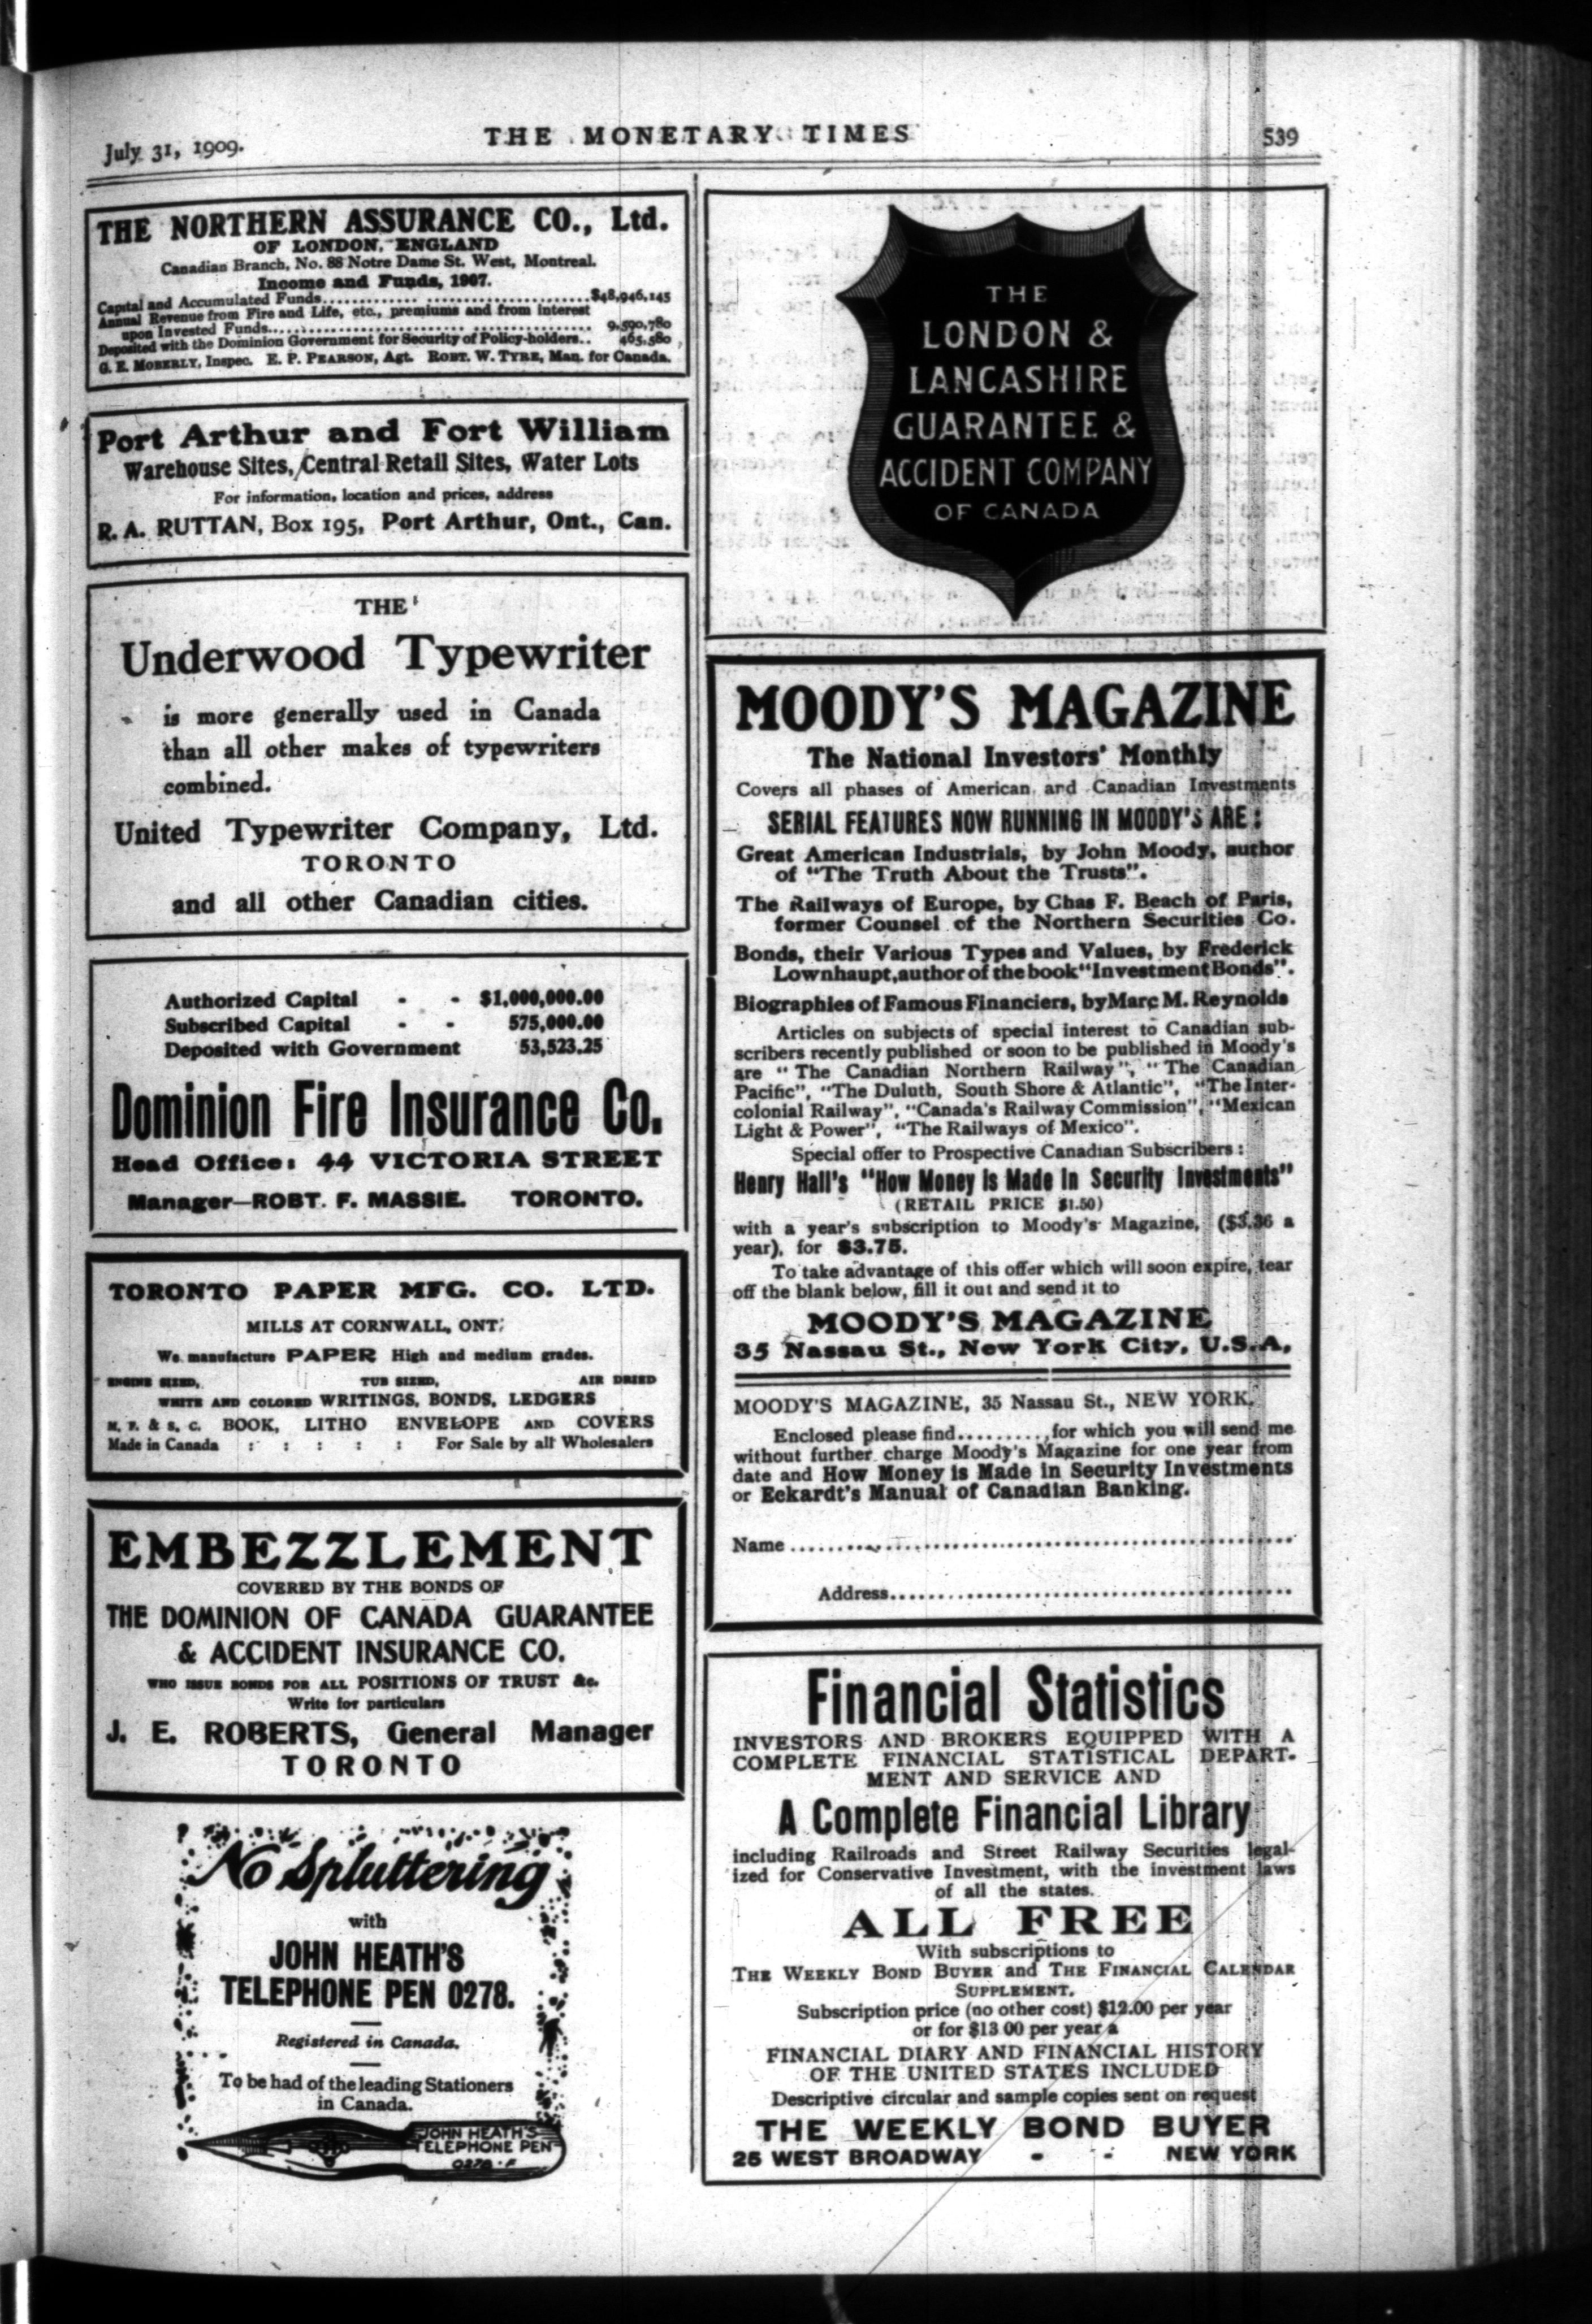 July 31, 1909.
THE MONETARY TIMES
539
THE NORTHERN ASSURANCE CO., Ltd.
OF LONDON, ENGLAND
Canadian Branch, No. 88 Notre Dame St. West, Montreal.
Income and Funds, 1907.
Capital and Accumulated Funds.............................$48,946,145
Annual Revenue from Fire and Life, etc., premiums and from interest
upon Invested Funds............................................ 9,590,780
Deposited with the Dominion Government for Security of Policy-holders.. 465,580
G. E. MOBERLY, Inspec. E. P. PEARSON, Agt. ROBT. W. TYRE, Man. for Canada.
Port Arthur and Fort William
Warehouse Sites, Central Retail Sites, Water Lots
For information, location and prices, address
R. A. RUTTAN, Box 195, Port Arthur, Ont., Can.
THE
Underwood Typewriter
is more generally used in Canada
than all other makes of typewriters
combined.
United Typewriter Company, Ltd.
TORONTO
and all other Canadian cities.
Authorized Capital - - $1,000,000.00
Subscribed Capital - - 575,000.00
Deposited with Government 53,523.25
Dominion Fire Insurance Co.
Head Office: 44 VICTORIA STREET
Manager—ROBT. F. MASSIE. TORONTO.
TORONTO PAPER MFG. CO. LTD.
MILLS AT CORNWALL, ONT.
We manufacture PAPER High and medium grades.
ENGINE SIZED, TUB SIZED, AIR DRIED
WHITE AND COLORED WRITINGS, BONDS, LEDGERS
M. F. & S. C. BOOK, LITHO ENVELOPE AND COVERS
Made in Canada : : : : : For Sale by all Wholesalers
EMBEZZLEMENT
COVERED BY THE BONDS OF
THE DOMINION OF CANADA GUARANTEE
& ACCIDENT INSURANCE CO.
WHO ISSUE BONDS FOR ALL POSITIONS OF TRUST &c.
Write for particulars
J. E. ROBERTS, General Manager
TORONTO
No Spluttering
with
JOHN HEATH'S
TELEPHONE PEN 0278.
Registered in Canada.
To be had of the leading Stationers
in Canada.
JOHN HEATH'S
TELEPHONE PEN
0278 · F
THE
LONDON &
LANCASHIRE
GUARANTEE &
ACCIDENT COMPANY
OF CANADA
MOODY'S MAGAZINE
The National Investors' Monthly
Covers all phases of American and Canadian Investments
SERIAL FEATURES NOW RUNNING IN MOODY'S ARE:
Great American Industrials, by John Moody, author
of "The Truth About the Trusts".
The Railways of Europe, by Chas F. Beach of Paris,
former Counsel of the Northern Securities Co.
Bonds, their Various Types and Values, by Frederick
Lownhaupt, author of the book "Investment Bonds".
Biographies of Famous Financiers, by Marc M. Reynolds
Articles on subjects of special interest to Canadian sub-
scribers recently published or soon to be published in Moody's
are "The Canadian Northern Railway", "The Canadian
Pacific", "The Duluth, South Shore & Atlantic", "The Inter-
colonial Railway", "Canada's Railway Commission", "Mexican
Light & Power", "The Railways of Mexico".
Special offer to Prospective Canadian Subscribers:
Henry Hall's "How Money is Made in Security Investments"
(RETAIL PRICE $1.50)
with a year's subscription to Moody's Magazine, ($3.36 a
year), for $3.75.
To take advantage of this offer which will soon expire, tear
off the blank below, fill it out and send it to
MOODY'S MAGAZINE
35 Nassau St., New York City, U.S.A,
MOODY'S MAGAZINE, 35 Nassau St., NEW YORK.
Enclosed please find.........,for which you will send me
without further charge Moody's Magazine for one year from
date and How Money is Made in Security Investments
or Eckardt's Manual of Canadian Banking.
Name ................................................
Address.......................................
Financial Statistics
INVESTORS AND BROKERS EQUIPPED WITH A
COMPLETE FINANCIAL STATISTICAL DEPART-
MENT AND SERVICE AND
A Complete Financial Library
including Railroads and Street Railway Securities legal-
ized for Conservative Investment, with the investment laws
of all the states.
ALL FREE
With subscriptions to
THE WEEKLY BOND BUYER and THE FINANCIAL CALENDAR
SUPPLEMENT.
Subscription price (no other cost) $12.00 per year
or for $13 00 per year a
FINANCIAL DIARY AND FINANCIAL HISTORY
OF THE UNITED STATES INCLUDED
Descriptive circular and sample copies sent on request
THE WEEKLY BOND BUYER
25 WEST BROADWAY - - NEW YORK